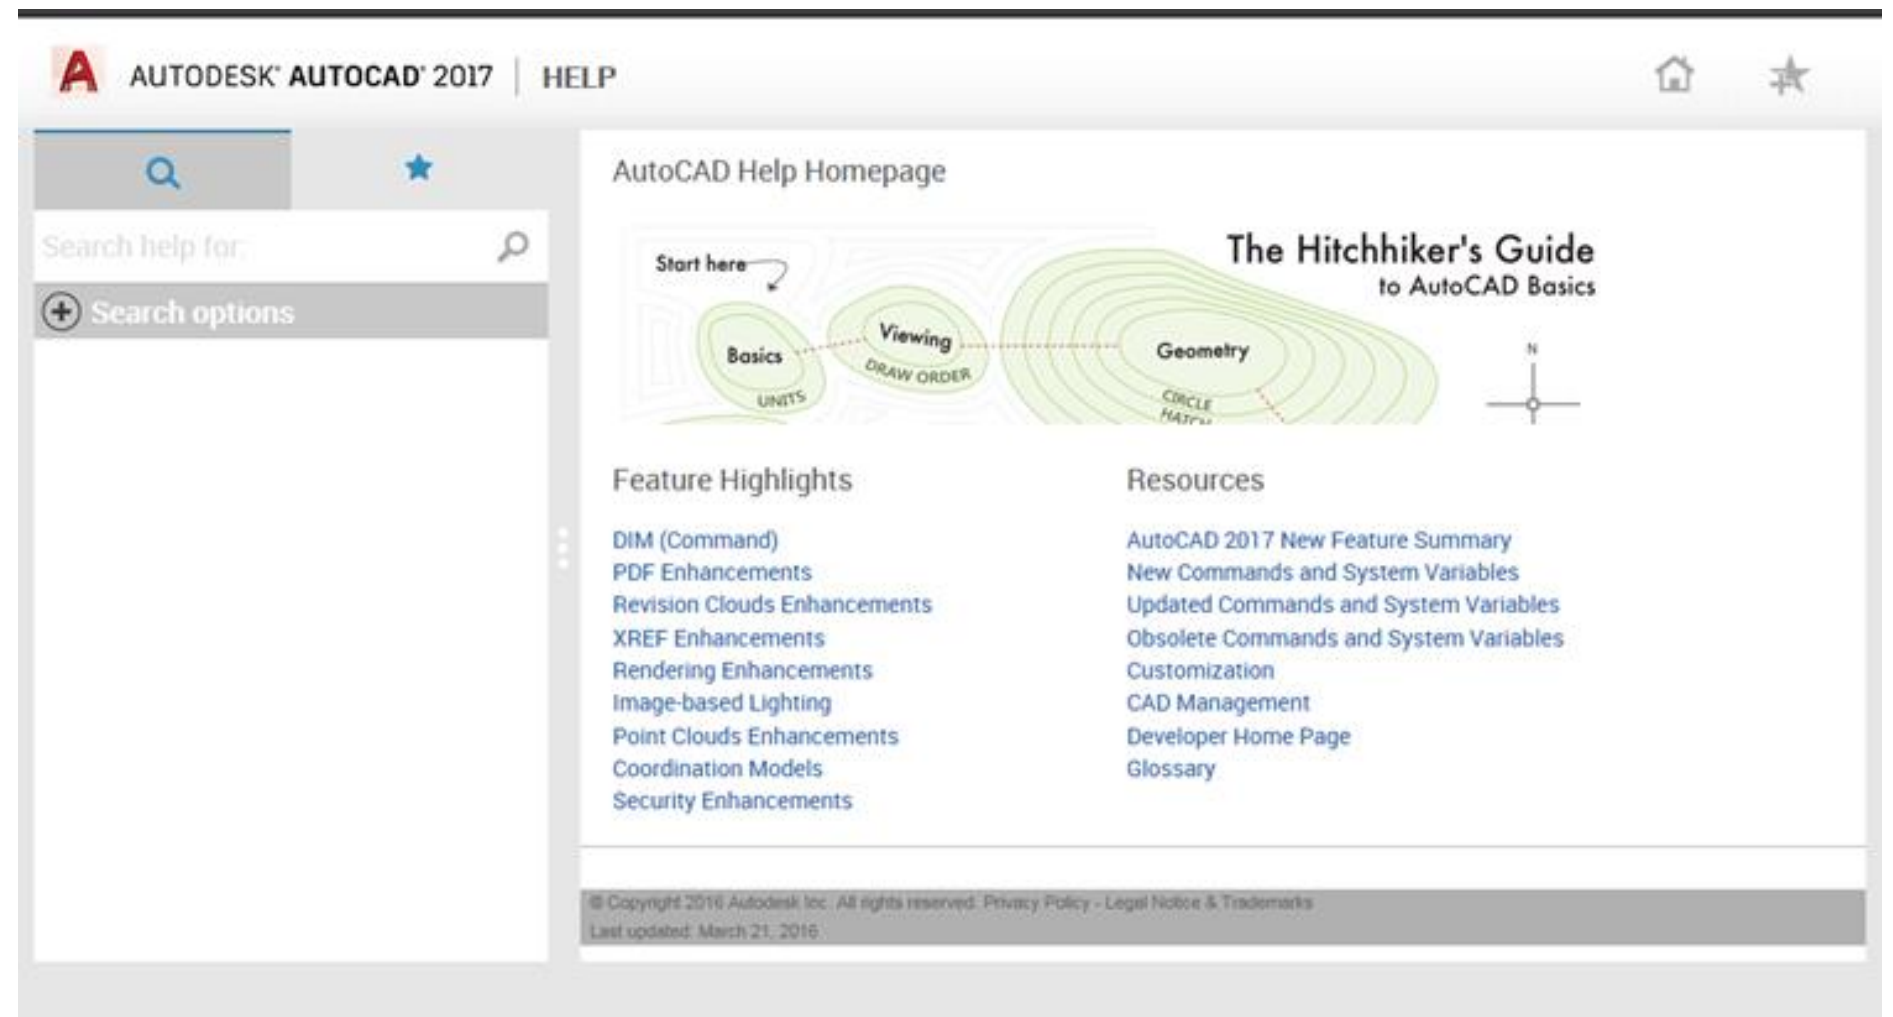 AUTODESK® AUTOCAD® 2017 | HELP
Search help for:
Search options
AutoCAD Help Homepage
The Hitchhiker's Guide
to AutoCAD Basics
Start here
Basics
UNITS
Viewing
DRAW ORDER
Geometry
CIRCLE
HATCH
N
Feature Highlights
DIM (Command)
PDF Enhancements
Revision Clouds Enhancements
XREF Enhancements
Rendering Enhancements
Image-based Lighting
Point Clouds Enhancements
Coordination Models
Security Enhancements
Resources
AutoCAD 2017 New Feature Summary
New Commands and System Variables
Updated Commands and System Variables
Obsolete Commands and System Variables
Customization
CAD Management
Developer Home Page
Glossary
© Copyright 2016 Autodesk Inc. All rights reserved. Privacy Policy - Legal Notice & Trademarks
Last updated: March 21, 2016